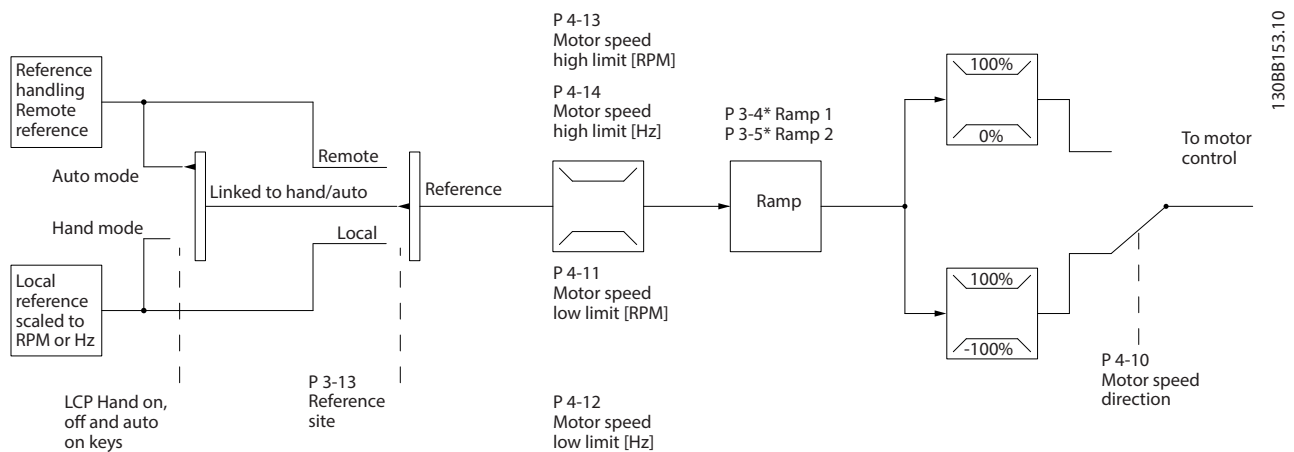 Reference
handling
Remote
reference
Auto mode
Hand mode
Local
reference
scaled to
RPM or Hz
LCP Hand on,
off and auto
on keys
Linked to hand/auto
Remote
Local
P 3-13
Reference
site
Reference
P 4-13
Motor speed
high limit [RPM]
P 4-14
Motor speed
high limit [Hz]
P 4-11
Motor speed
low limit [RPM]
P 4-12
Motor speed
low limit [Hz]
P 3-4* Ramp 1
P 3-5* Ramp 2
Ramp
100%
0%
100%
-100%
To motor
control
P 4-10
Motor speed
direction
130BB153.10